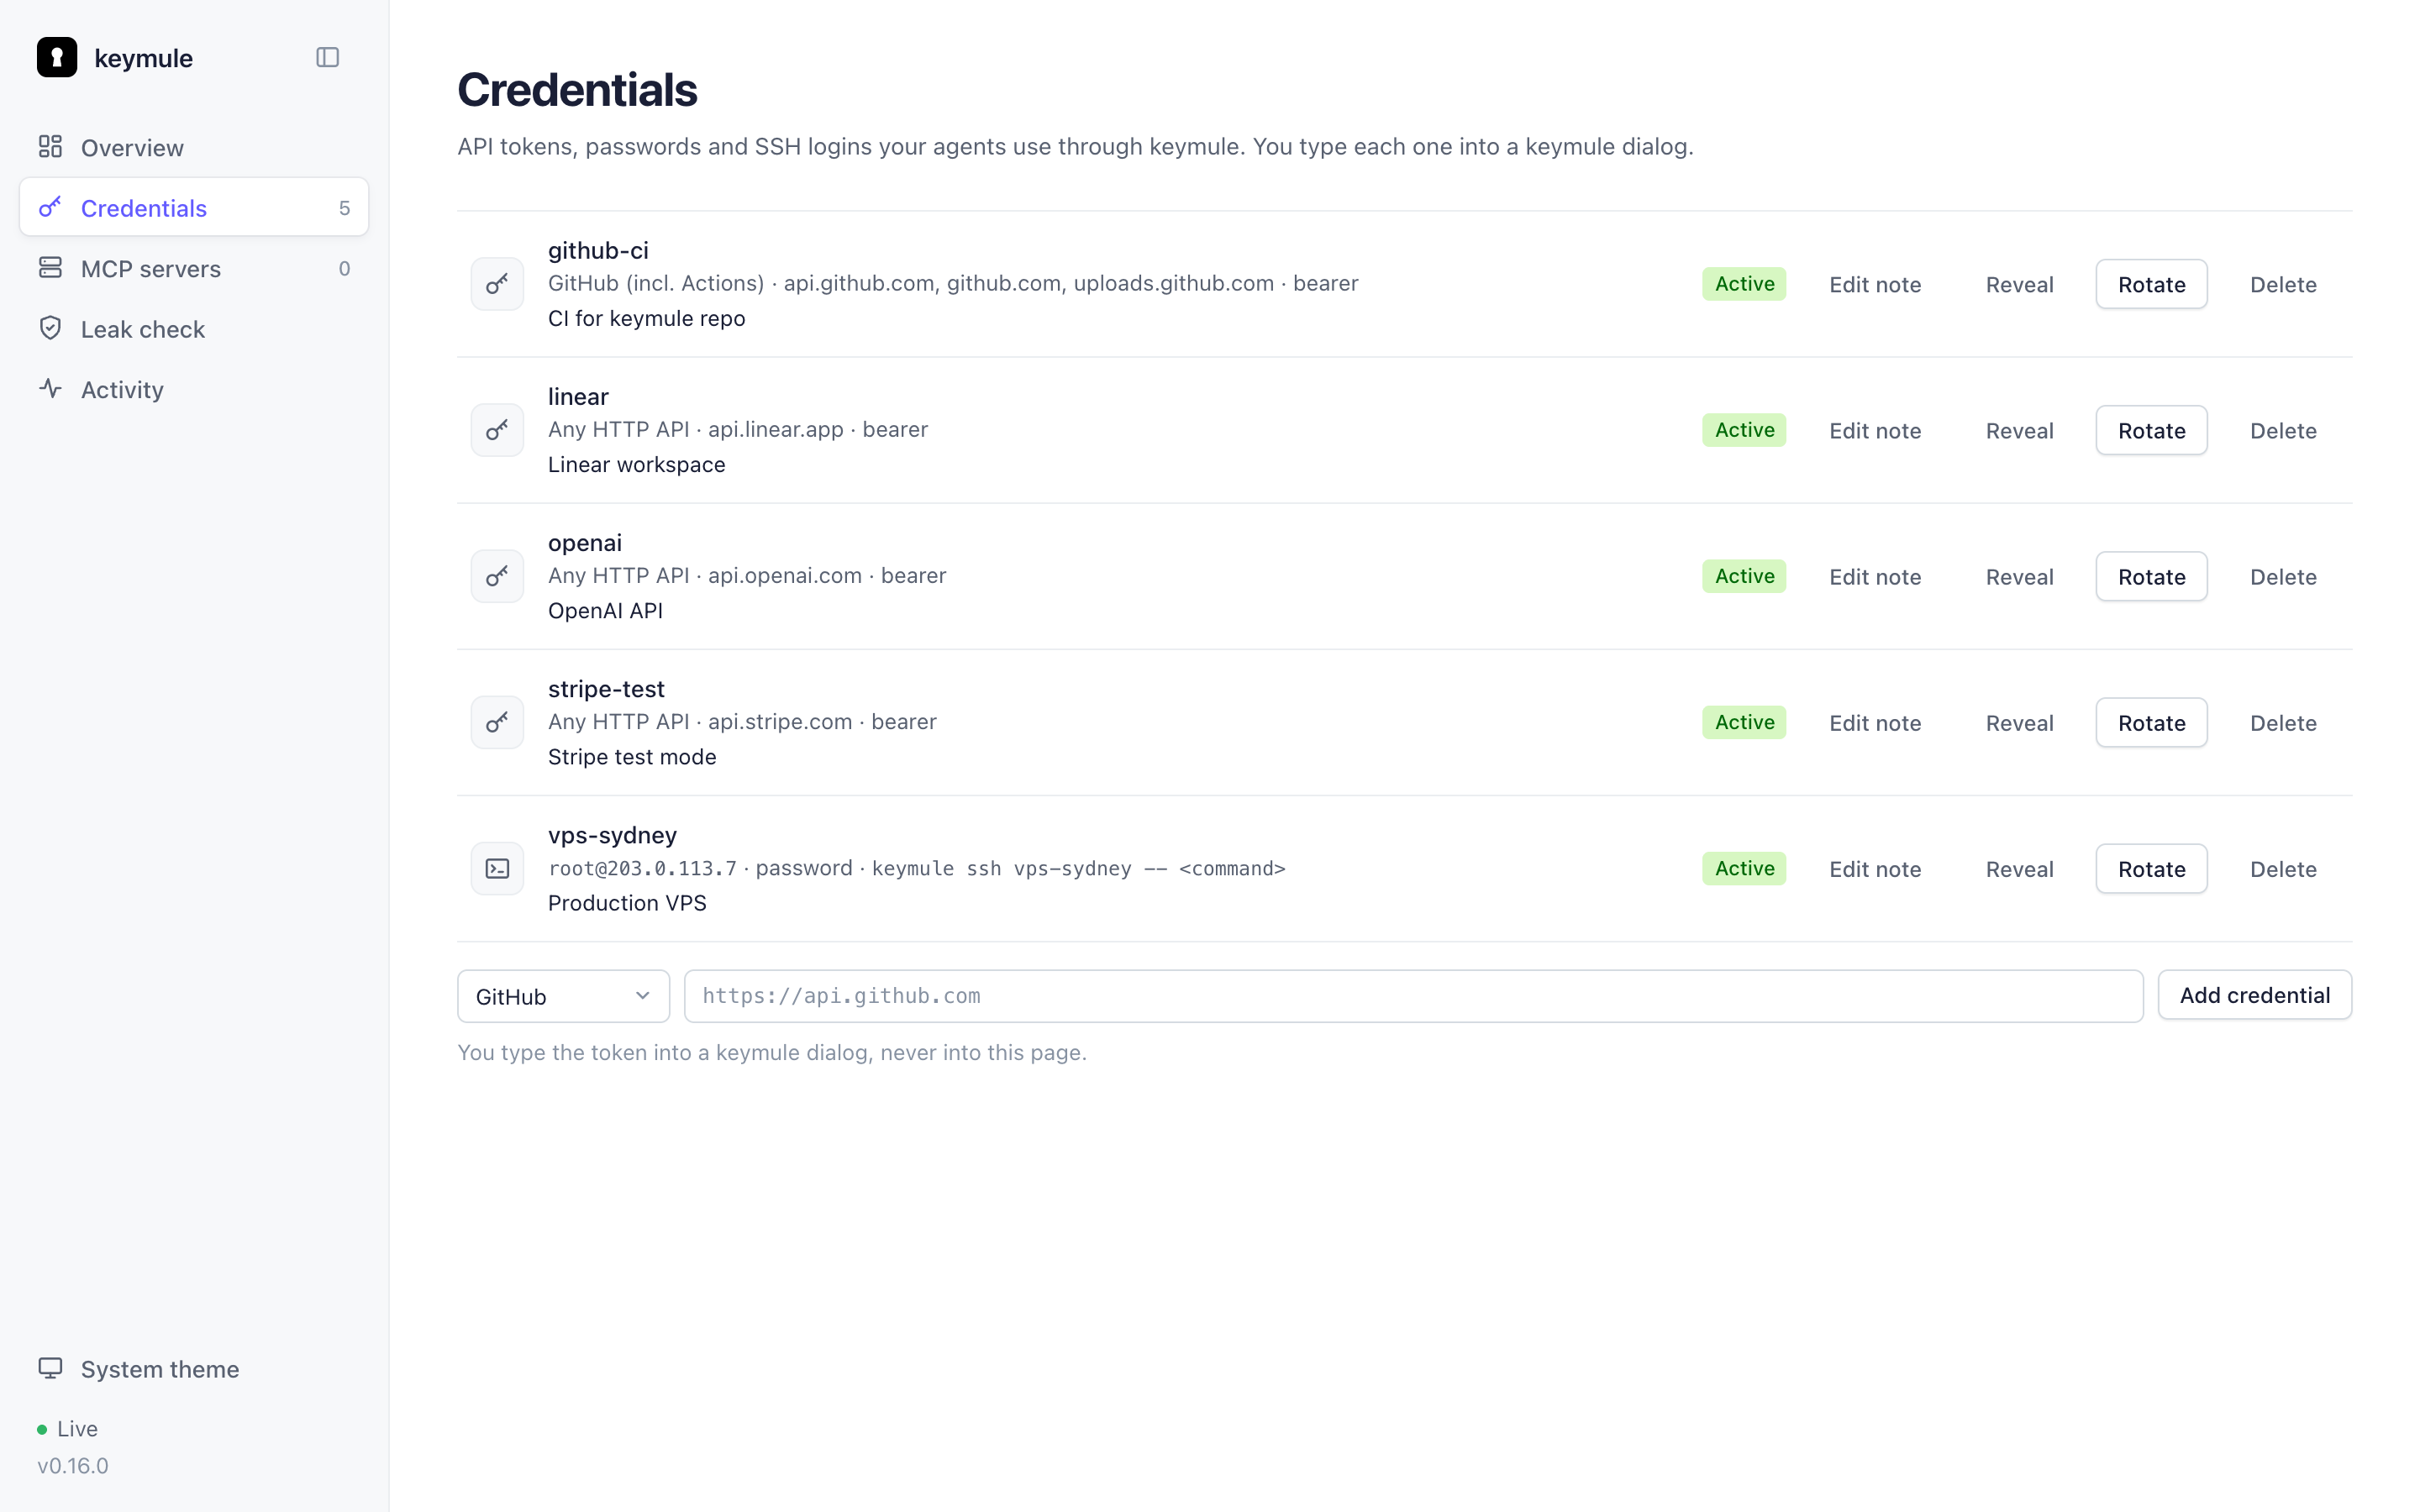 keymule
Overview
Credentials 5
MCP servers 0
Leak check
Activity
System theme
Live
v0.16.0
Credentials
API tokens, passwords and SSH logins your agents use through keymule. You type each one into a keymule dialog.
github-ci
GitHub (incl. Actions) · api.github.com, github.com, uploads.github.com · bearer
CI for keymule repo
Active Edit note Reveal Rotate Delete
linear
Any HTTP API · api.linear.app · bearer
Linear workspace
Active Edit note Reveal Rotate Delete
openai
Any HTTP API · api.openai.com · bearer
OpenAI API
Active Edit note Reveal Rotate Delete
stripe-test
Any HTTP API · api.stripe.com · bearer
Stripe test mode
Active Edit note Reveal Rotate Delete
vps-sydney
root@203.0.113.7 · password · keymule ssh vps-sydney -- <command>
Production VPS
Active Edit note Reveal Rotate Delete
GitHub https://api.github.com Add credential
You type the token into a keymule dialog, never into this page.